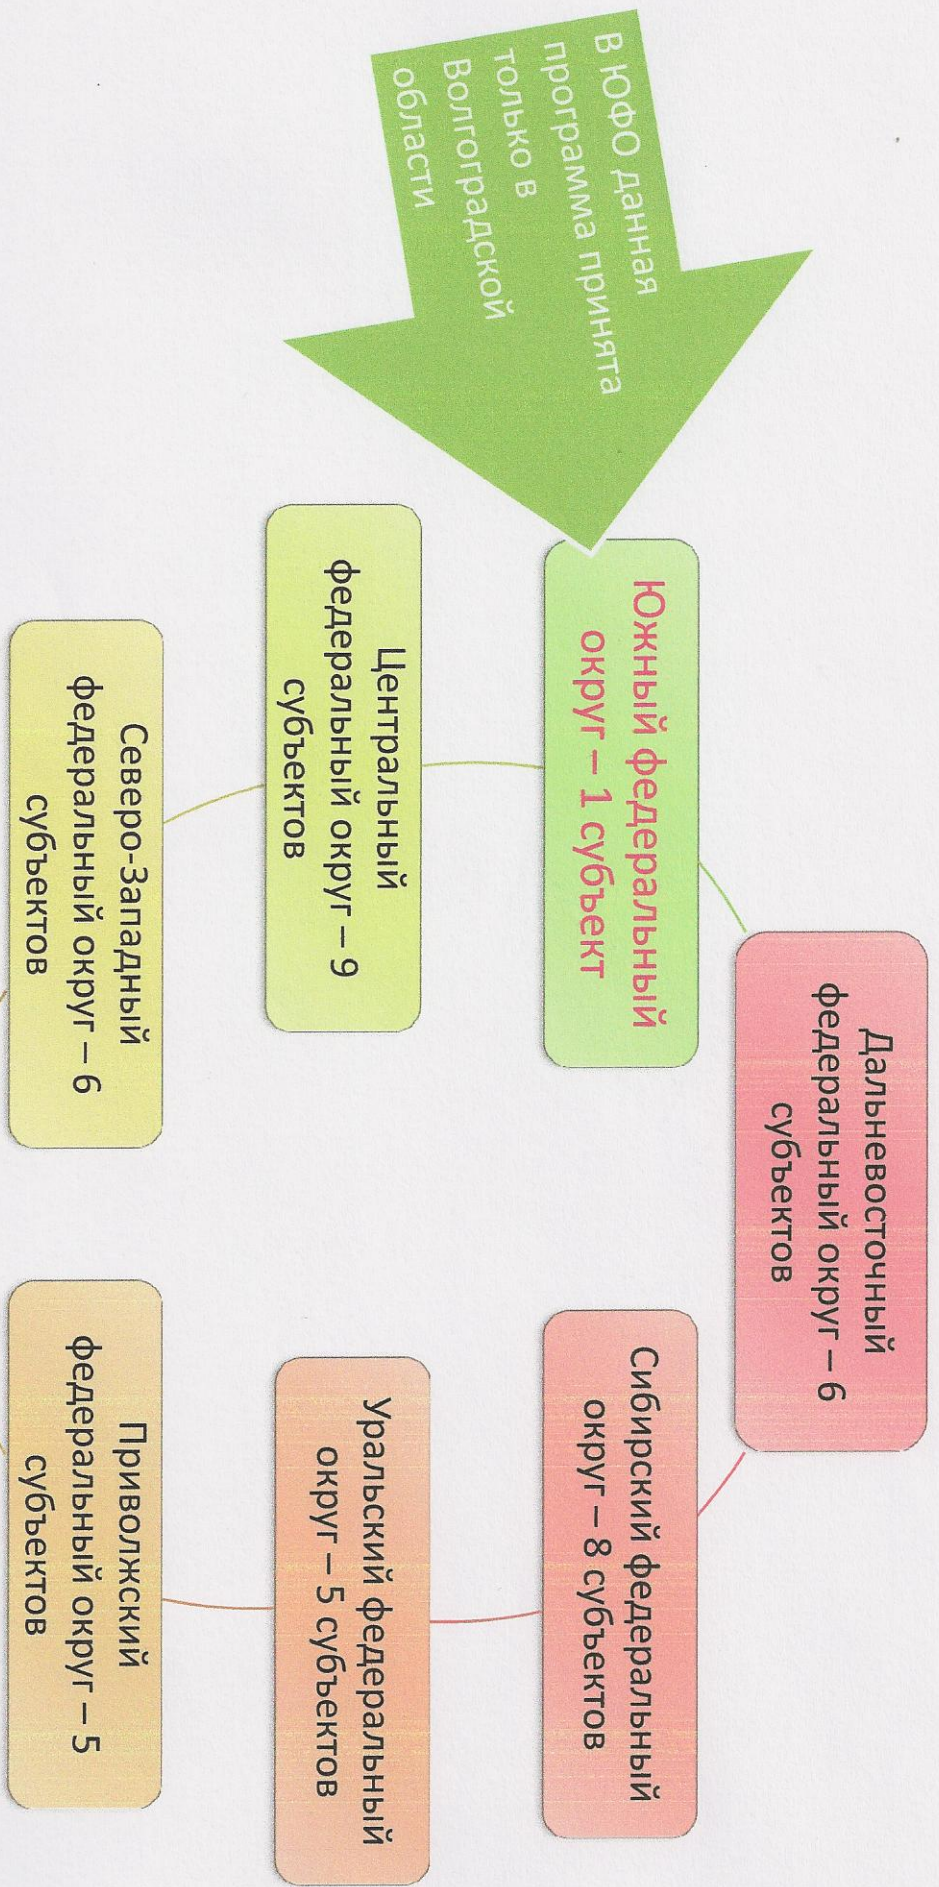 В ЮФО данная
программа принята
только в
Волгоградской
области
Дальневосточный
федеральный округ – 6
субъектов
Южный федеральный
округ – 1 субъект
Сибирский федеральный
округ – 8 субъектов
Центральный
федеральный округ – 9
субъектов
Уральский федеральный
округ – 5 субъектов
Северо-Западный
федеральный округ – 6
субъектов
Приволжский
федеральный округ – 5
субъектов